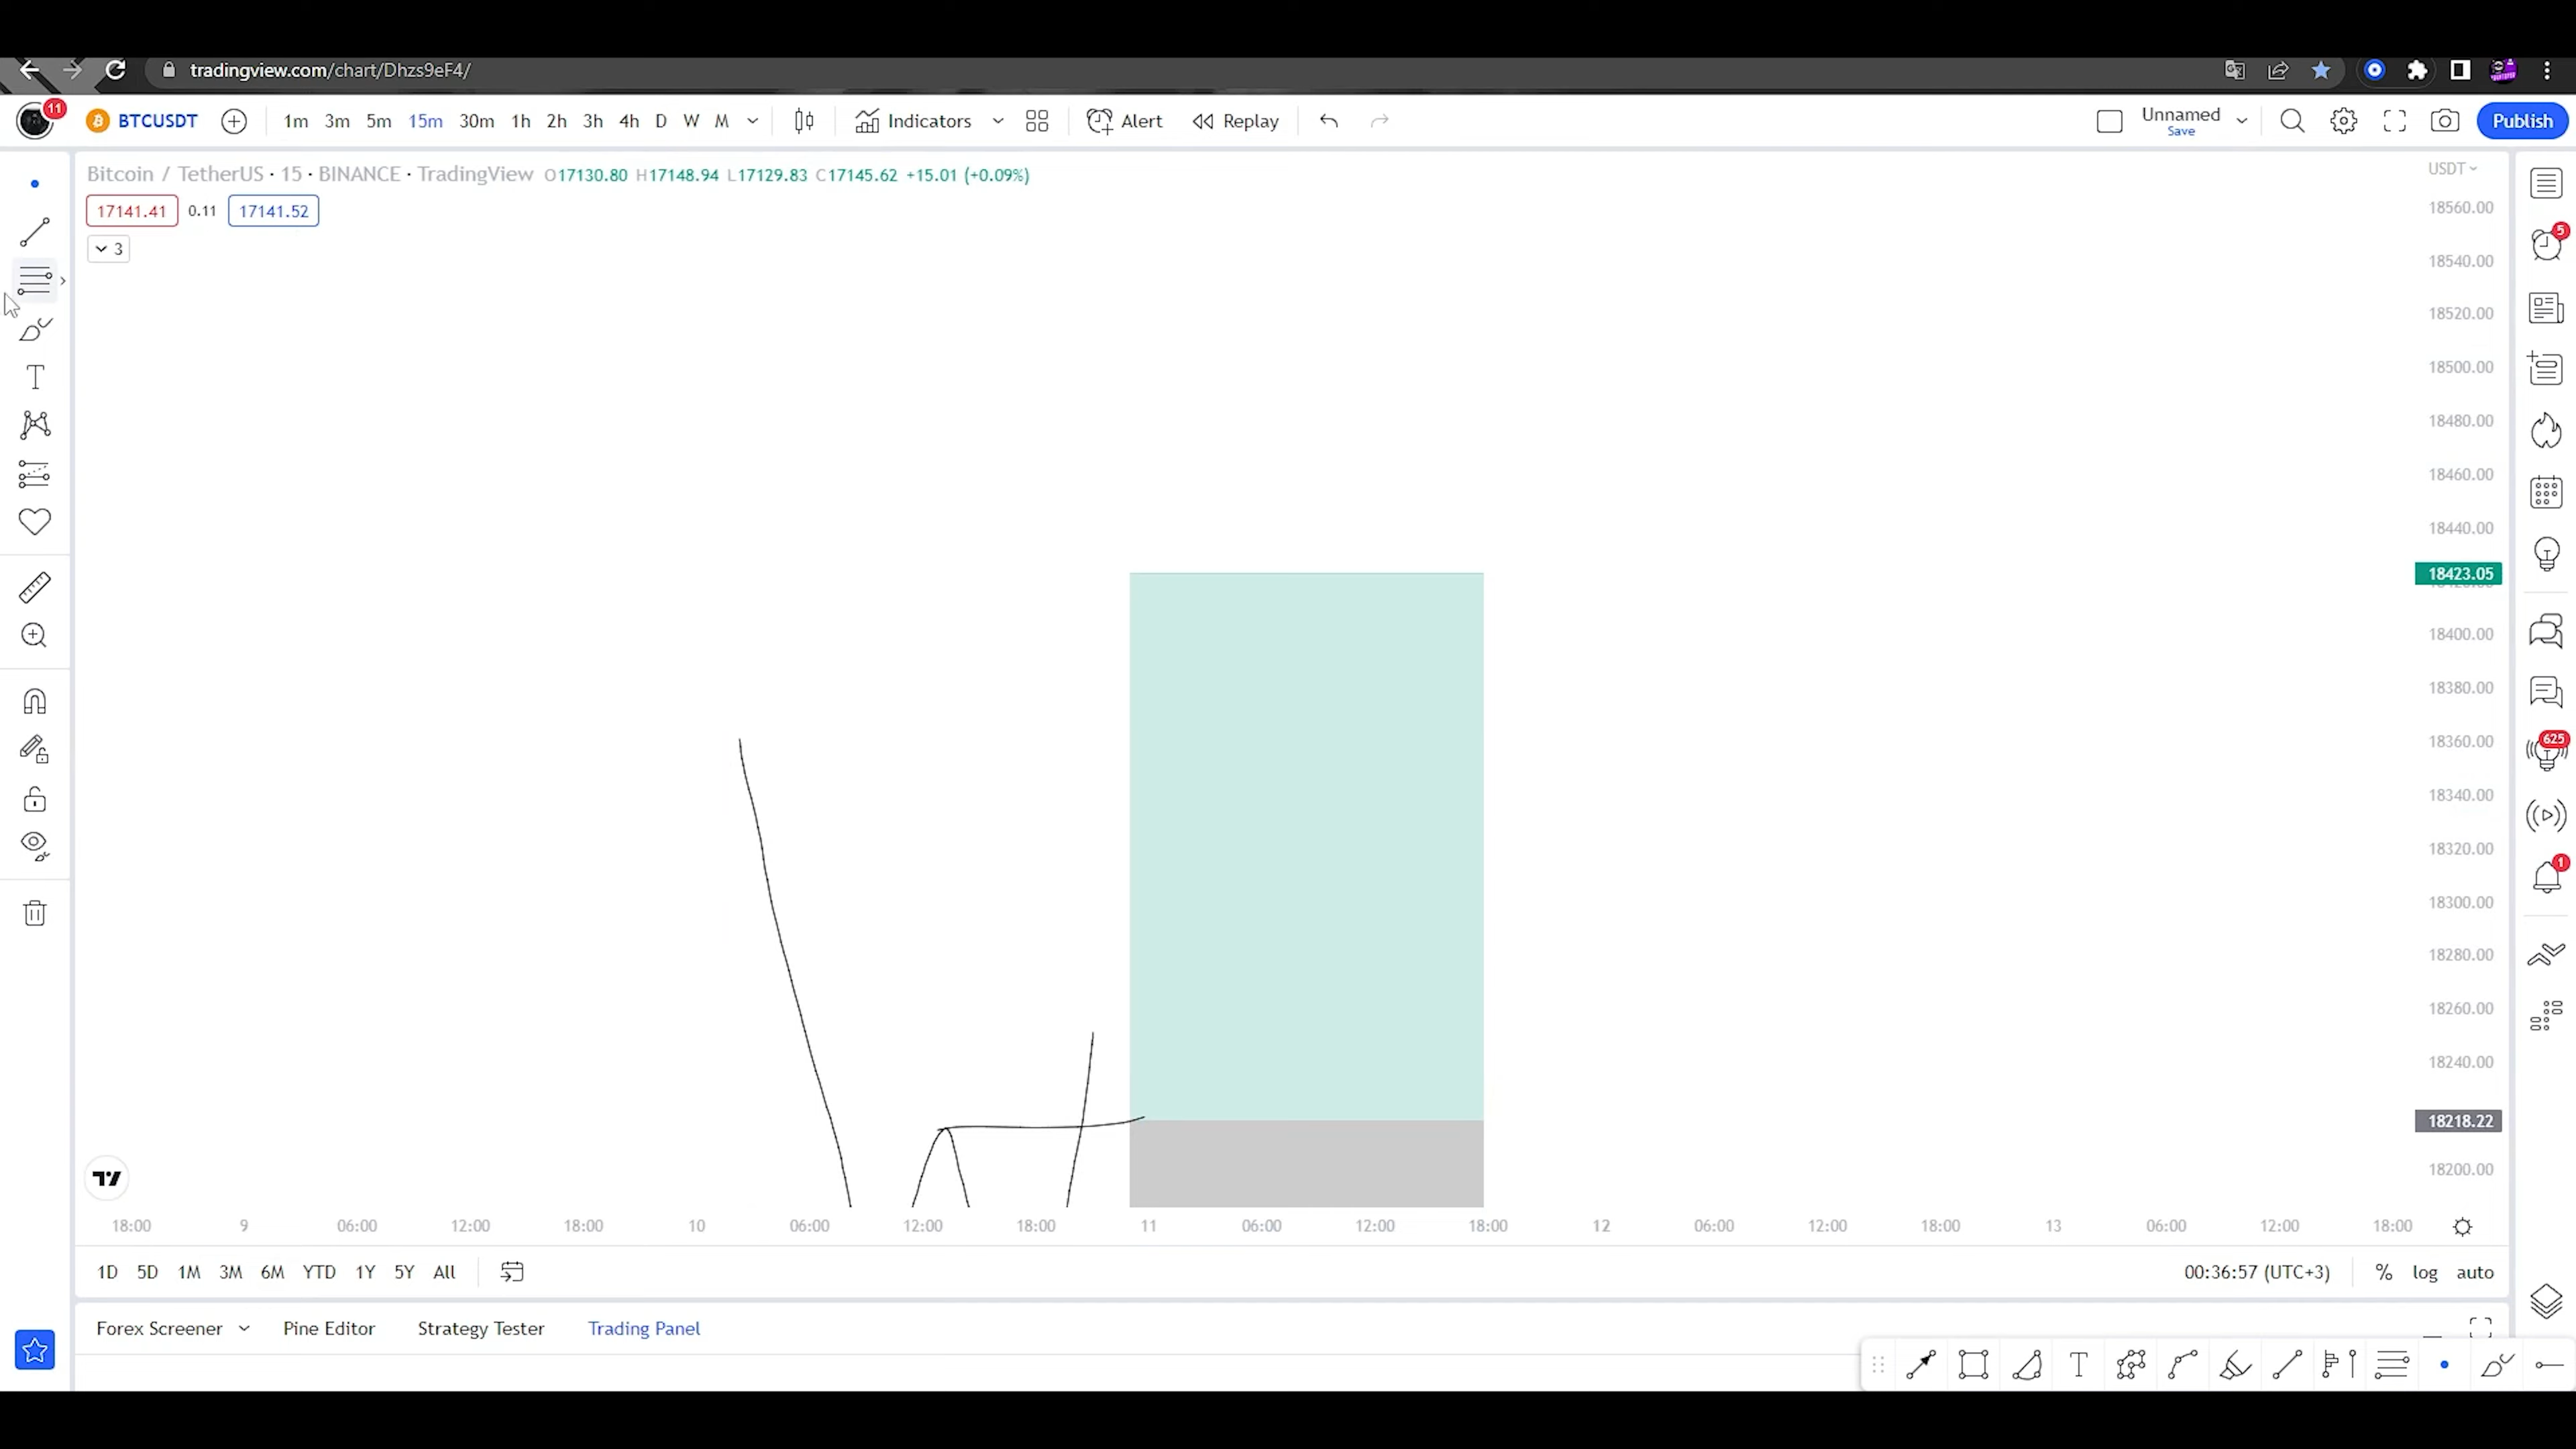 tradingview.com/chart/Dhzs9eF4/
11 BTCUSDT 1m 3m 5m 15m 30m 1h 2h 3h 4h D W M Indicators Alert Replay Unnamed Save Publish
Bitcoin / TetherUS · 15 · BINANCE · TradingView O17130.80 H17148.94 L17129.83 C17145.62 +15.01 (+0.09%)
USDT
17141.41 0.11 17141.52
3
18560.00
5
18540.00
18520.00
18500.00
18480.00
18460.00
18440.00
18423.05
18400.00
18380.00
18360.00
625
18340.00
18320.00
1
18300.00
18280.00
18260.00
18240.00
18218.22
18200.00
18:00 9 06:00 12:00 18:00 10 06:00 12:00 18:00 11 06:00 12:00 18:00 12 06:00 12:00 18:00 13 06:00 12:00 18:00
1D 5D 1M 3M 6M YTD 1Y 5Y All 00:36:57 (UTC+3) % log auto
Forex Screener Pine Editor Strategy Tester Trading Panel